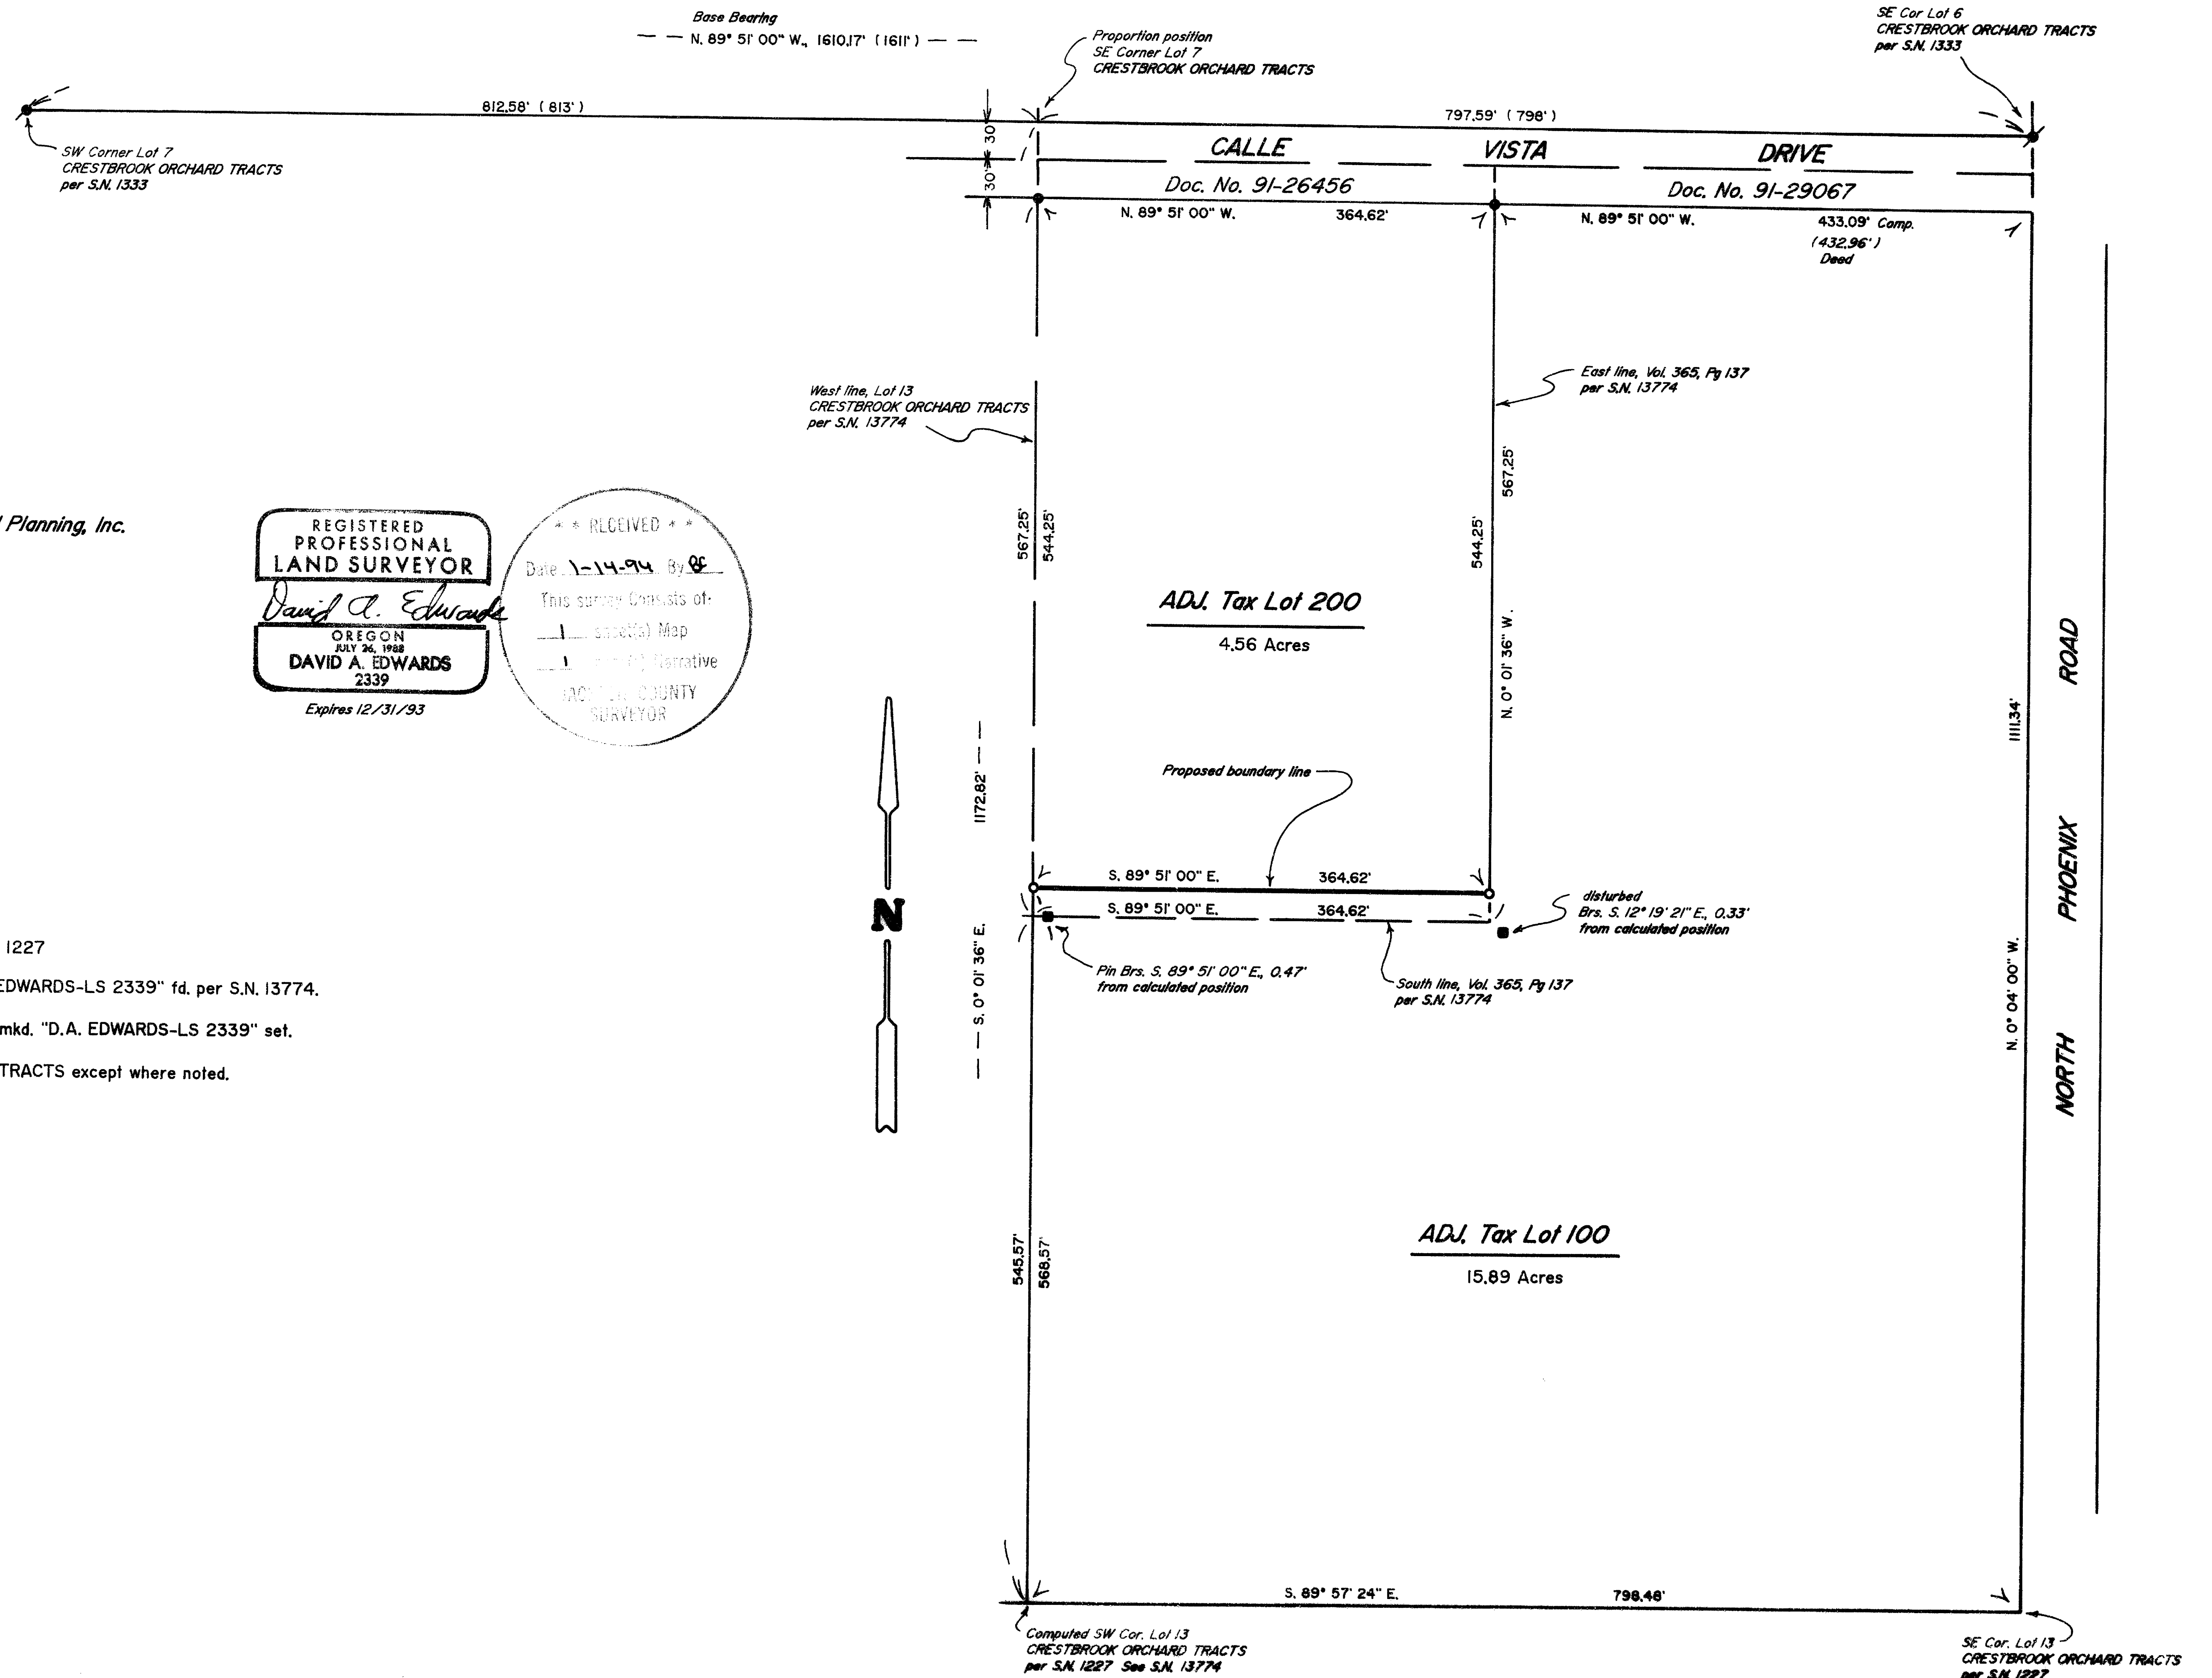 Base Bearing
N. 89° 51' 00" W., 1610.17' (1611')
Proportion position
SE Corner Lot 7
CRESTBROOK ORCHARD TRACTS
SE Cor Lot 6
CRESTBROOK ORCHARD TRACTS
per S.N. 1333
812.58' (813')
797.59' (798')
SW Corner Lot 7
CRESTBROOK ORCHARD TRACTS
per S.N. 1333
30'
30'
CALLE VISTA DRIVE
Doc. No. 91-26456
Doc. No. 91-29067
N. 89° 51' 00" W. 364.62'
N. 89° 51' 00" W. 433.09' Comp.
(432.96')
Deed
West line, Lot 13
CRESTBROOK ORCHARD TRACTS
per S.N. 13774
East line, Vol. 365, Pg 137
per S.N. 13774
567.25'
544.25'
544.25'
567.25'
N. 0° 01' 36" W.
l Planning, Inc.
REGISTERED
PROFESSIONAL
LAND SURVEYOR
David A. Edwards
OREGON
JULY 26, 1988
DAVID A. EDWARDS
2339
Expires 12/31/93
* * RECEIVED * *
Date 1-14-94 By
This survey Consists of:
1 sheet(s) Map
1 Narrative
JACKSON COUNTY
SURVEYOR
ADJ. Tax Lot 200
4.56 Acres
1172.82'
S. 0° 01' 36" E.
N
Proposed boundary line
S. 89° 51' 00" E. 364.62'
S. 89° 51' 00" E. 364.62'
disturbed
Brs. S. 12° 19' 21" E., 0.33'
from calculated position
Pin Brs. S. 89° 51' 00" E., 0.47'
from calculated position
South line, Vol. 365, Pg 137
per S.N. 13774
1111.34'
N. 0° 04' 00" W.
NORTH PHOENIX ROAD
1227
EDWARDS-LS 2339" fd. per S.N. 13774.
mkd. "D.A. EDWARDS-LS 2339" set.
TRACTS except where noted.
545.57'
568.57'
ADJ. Tax Lot 100
15.89 Acres
S. 89° 57' 24" E. 798.48'
Computed SW Cor. Lot 13
CRESTBROOK ORCHARD TRACTS
per S.N. 1227 See S.N. 13774
SE Cor. Lot 13
CRESTBROOK ORCHARD TRACTS
per S.N. 1227